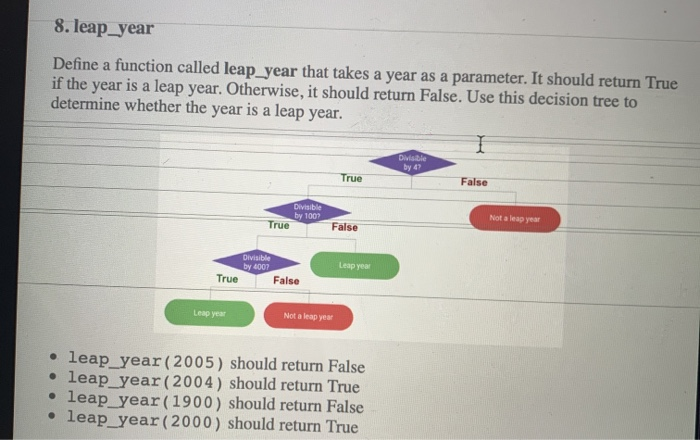 8. leap_year
Define a function called leap_year that takes a year as a parameter. It should return True
if the year is a leap year. Otherwise, it should return False. Use this decision tree to
determine whether the year is a leap year.
Divisible
by 4?
True
False
Divisible
by 100?
Not a leap year
True
False
Divisible
by 400?
Leap year
True
False
Leap year
Not a leap year
• leap_year(2005) should return False
• leap_year(2004) should return True
• leap_year(1900) should return False
• leap_year(2000) should return True